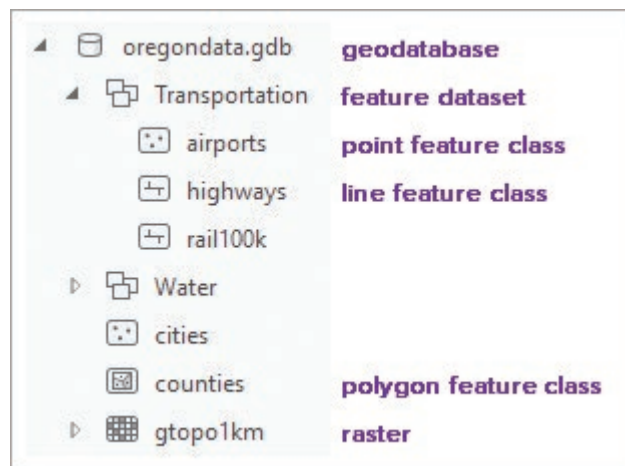 oregondata.gdb geodatabase
Transportation feature dataset
airports point feature class
highways line feature class
rail100k
Water
cities
counties polygon feature class
gtopo1km raster